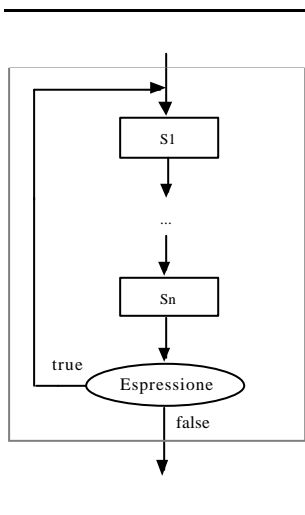 S1
...
Sn
true
Espressione
false